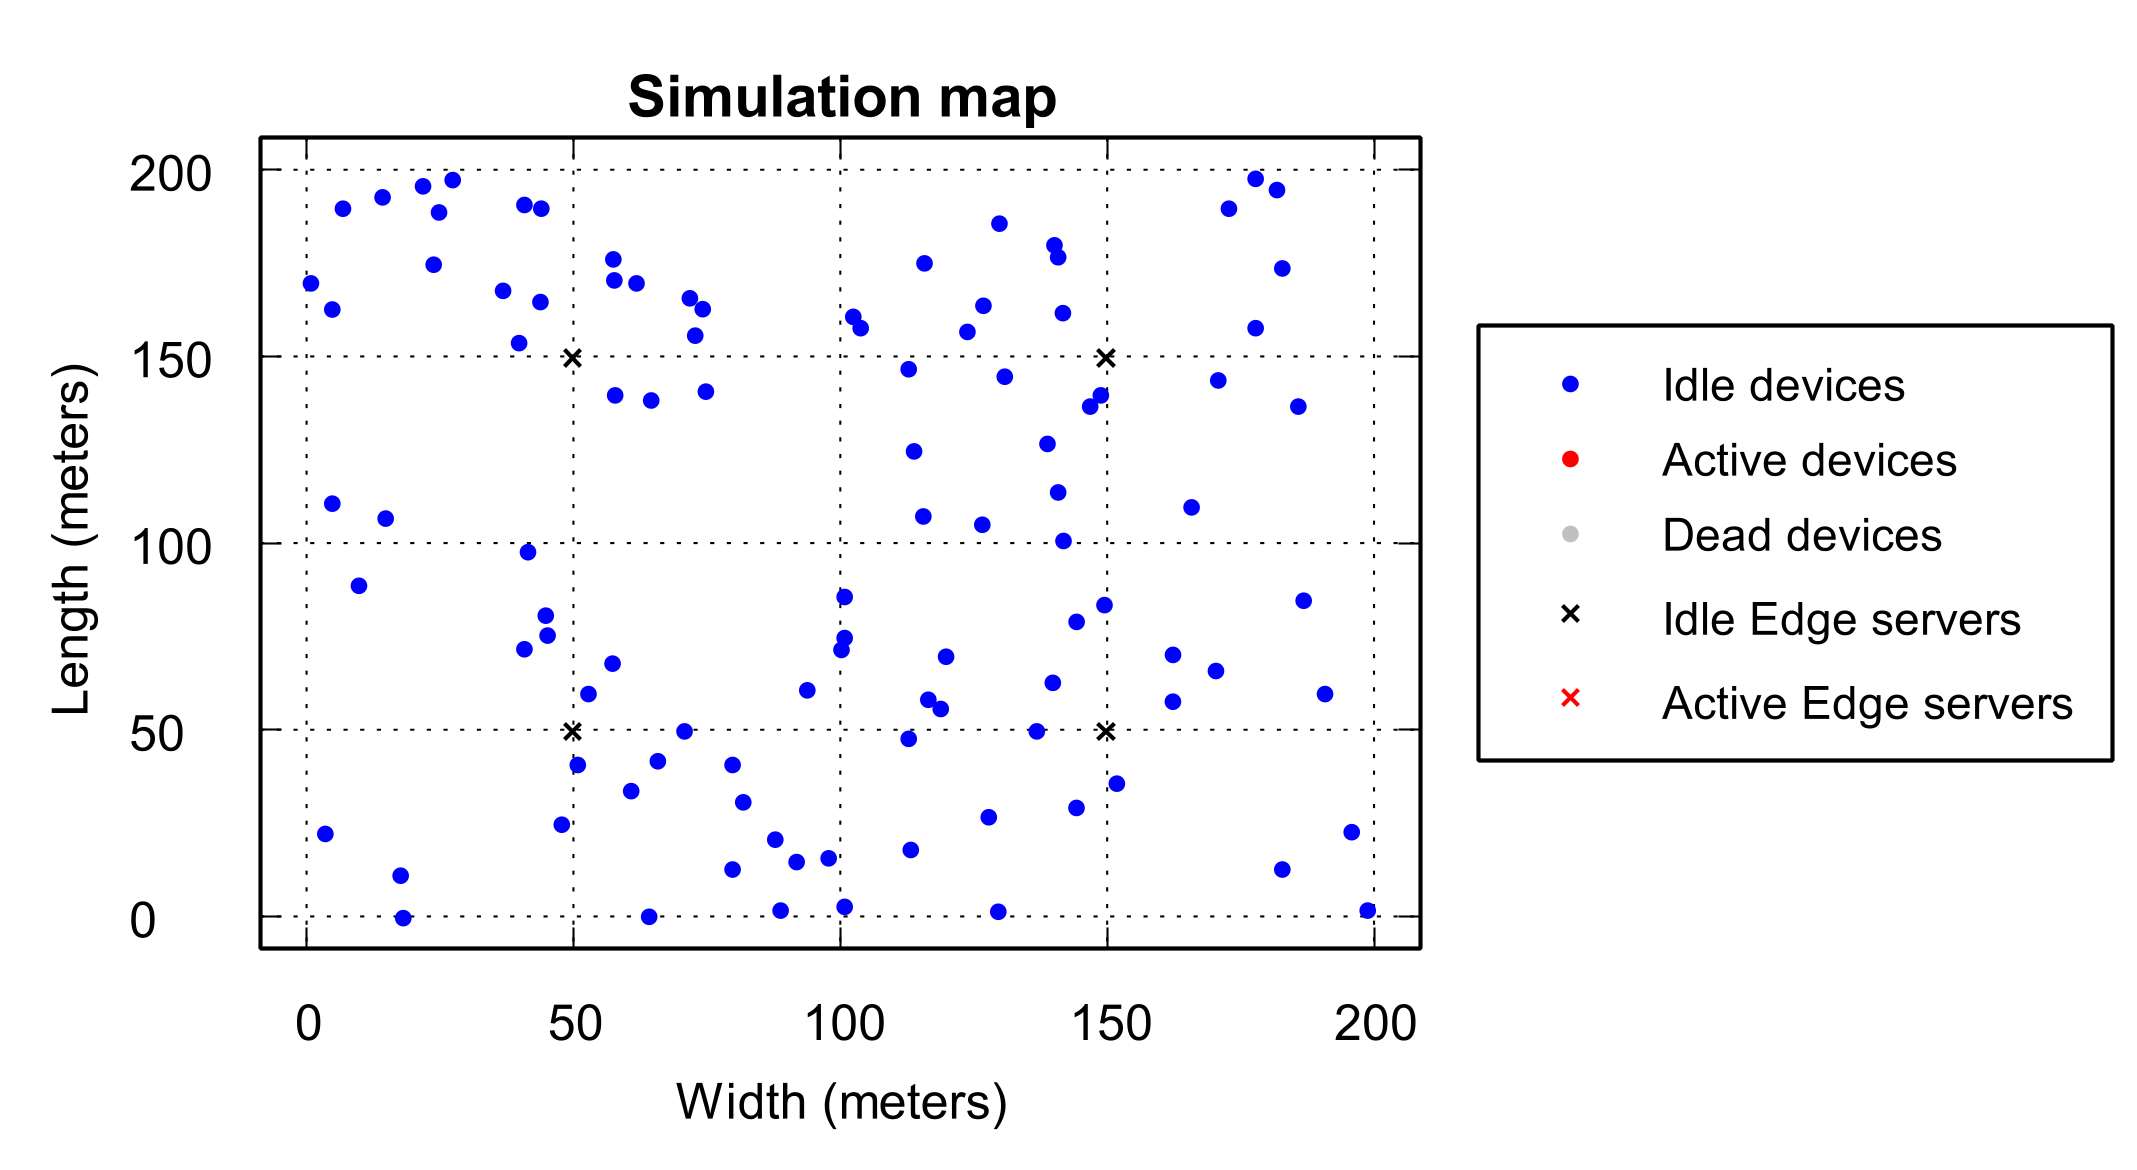 Simulation map
200
150
100
50
0
Length (meters)
0 50 100 150 200
Width (meters)
Idle devices
Active devices
Dead devices
Idle Edge servers
Active Edge servers